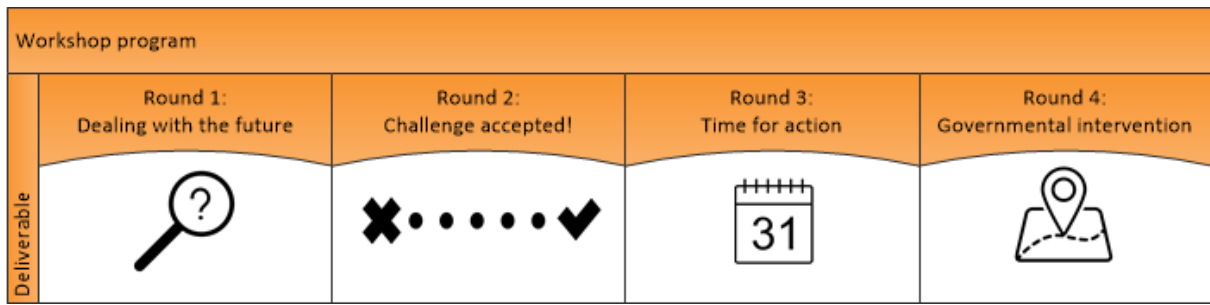 Workshop program
Round 1:
Dealing with the future
Round 2:
Challenge accepted!
Round 3:
Time for action
Round 4:
Governmental intervention
Deliverable
?
31